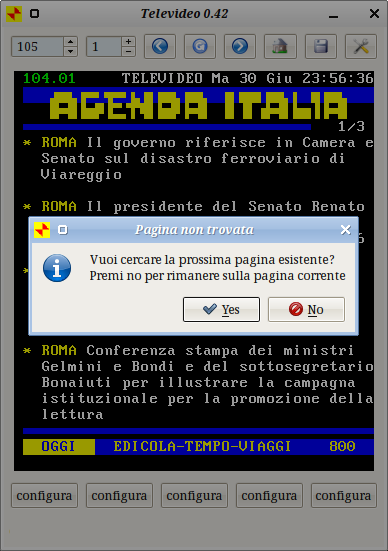 Televideo 0.42
105
1
104.01 TELEVIDEO Ma 30 Giu 23:56:36
AGENDA ITALIA
1/3
* ROMA Il governo riferisce in Camera e
Senato sul disastro ferroviario di
Viareggio
* ROMA Il presidente del Senato Renato
Pagina non trovata
Vuoi cercare la prossima pagina esistente?
Premi no per rimanere sulla pagina corrente
Yes
No
* ROMA Conferenza stampa dei ministri
Gelmini e Bondi e del sottosegretario
Bonaiuti per illustrare la campagna
istituzionale per la promozione della
lettura
OGGI EDICOLA-TEMPO-VIAGGI 800
configura configura configura configura configura